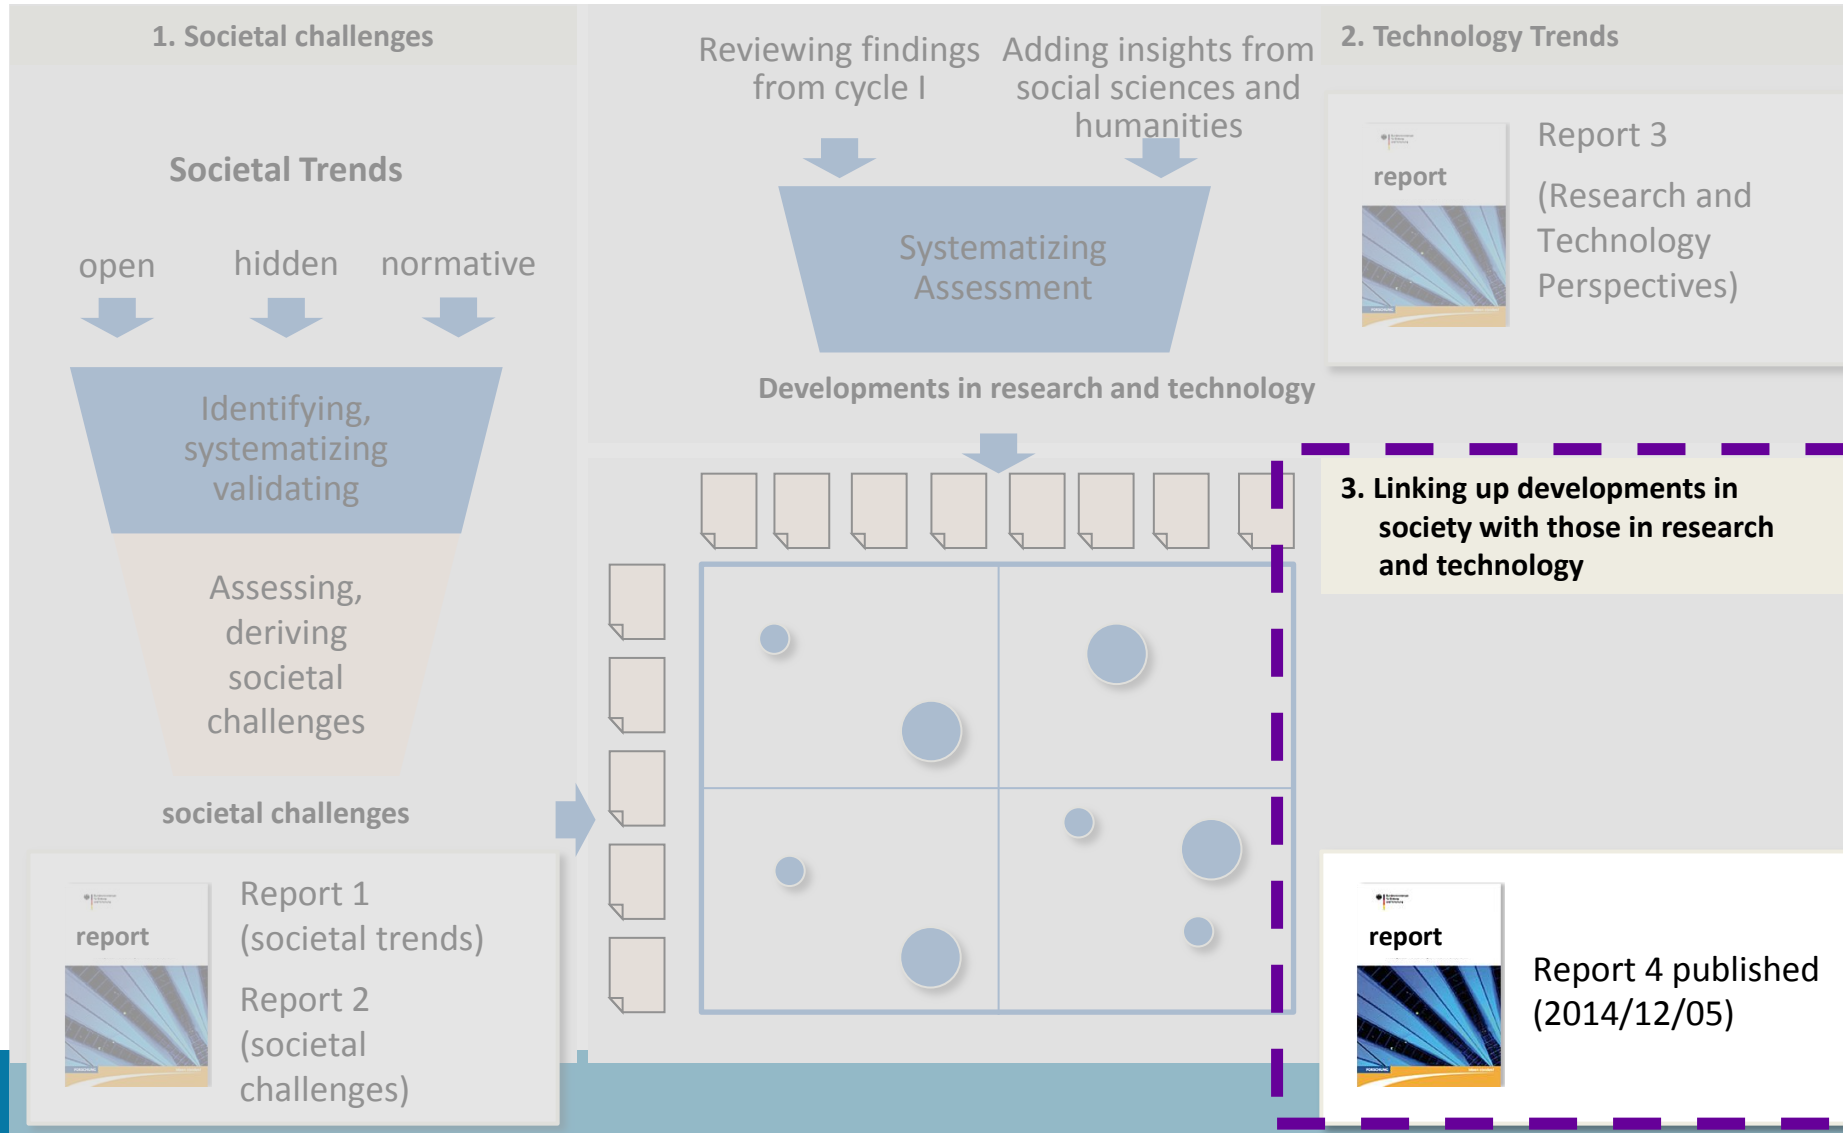 1. Societal challenges
Societal Trends
open
hidden
normative
Identifying,
systematizing
validating
Assessing,
deriving
societal
challenges
societal challenges
report
Report 1
(societal trends)
Report 2
(societal
challenges)
Reviewing findings
from cycle I
Adding insights from
social sciences and
humanities
Systematizing
Assessment
Developments in research and technology
2. Technology Trends
report
Report 3
(Research and
Technology
Perspectives)
3. Linking up developments in
society with those in research
and technology
report
FORSCHUNG
Report 4 published
(2014/12/05)